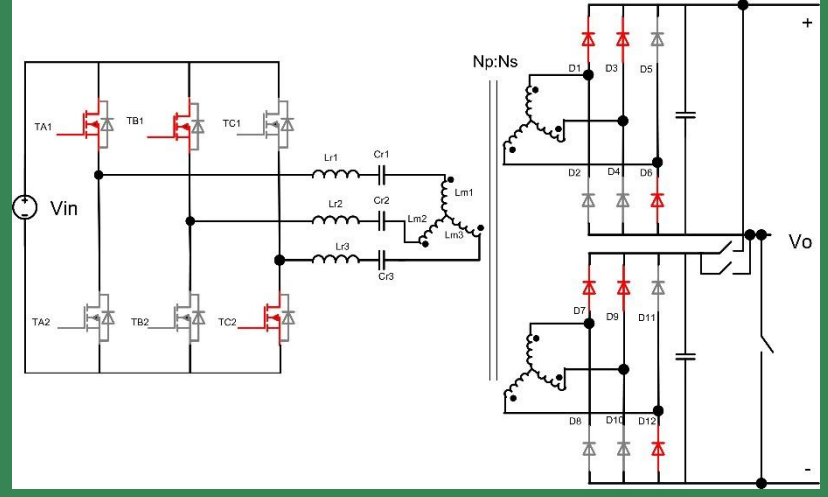 Np:Ns
+
D1 D3 D5
TA1 TB1 TC1
Lr1 Cr1
D2 D4 D6
Lm1
Vin
Lr2 Cr2
Lm2
Lm3
Vo
Lr3
Cr3
D7 D9 D11
TA2 TB2 TC2
D8 D10 D12
-